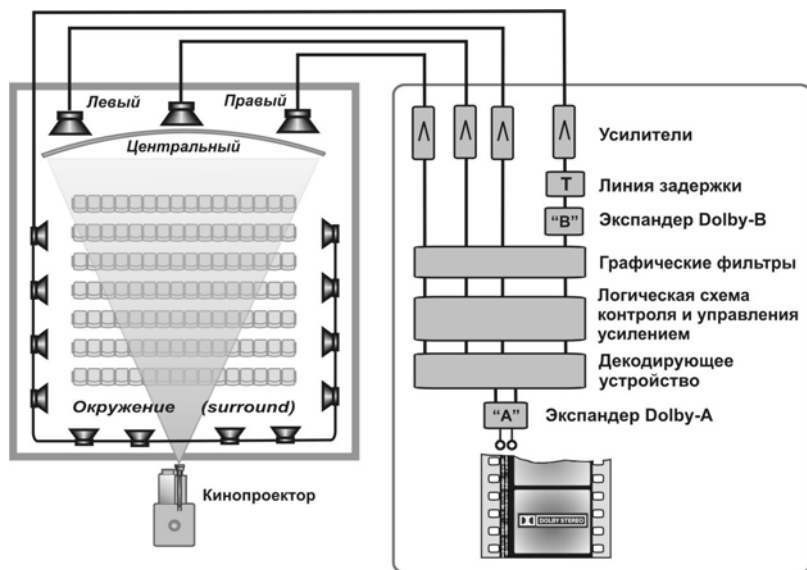 Левый
Правый
Центральный
Окружение (surround)
Кинопроектор
Усилители
T
Линия задержки
“B”
Экспандер Dolby-B
Графические фильтры
Логическая схема
контроля и управления
усилением
Декодирующее
устройство
“A”
Экспандер Dolby-A
DOLBY STEREO